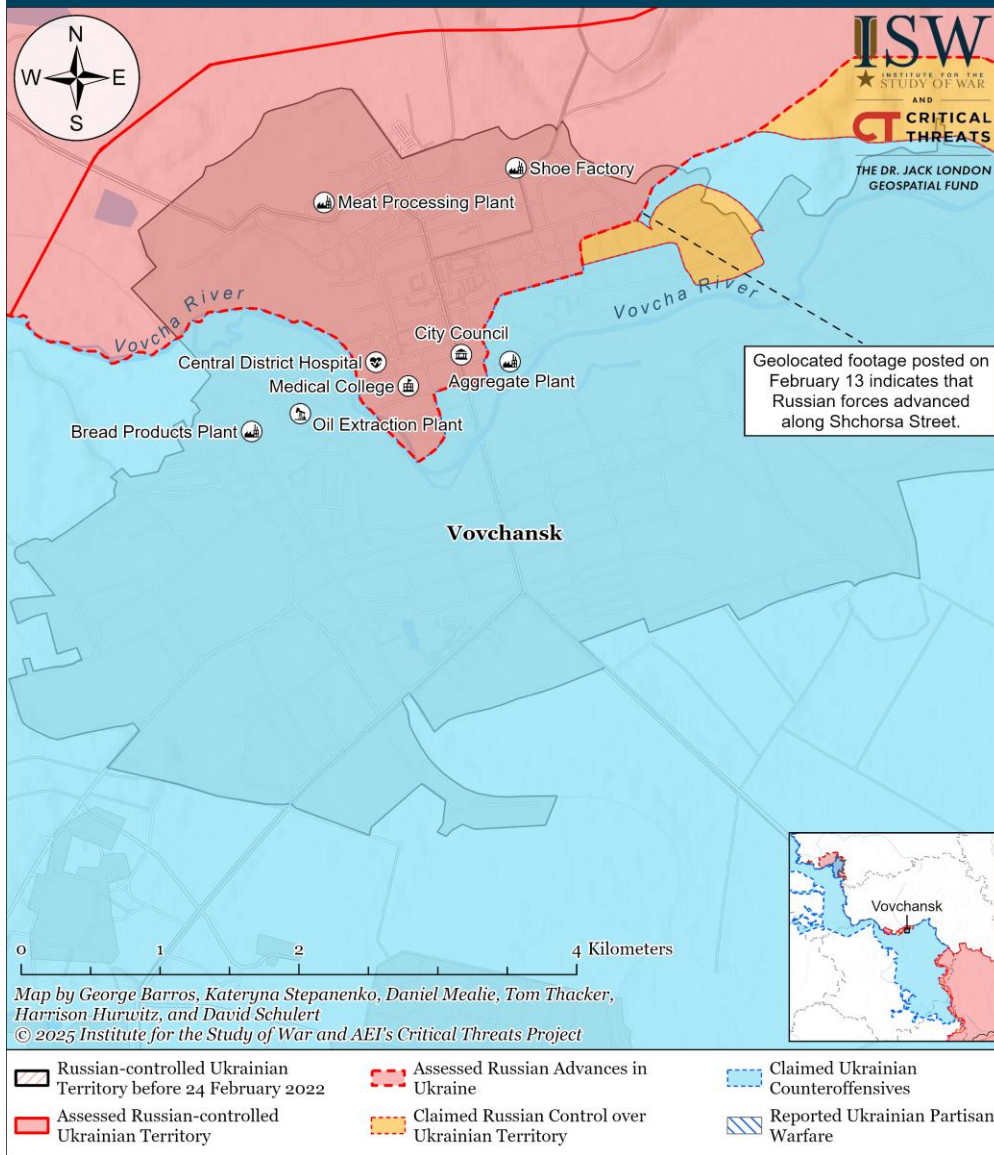 N
W E
S
ISW
INSTITUTE FOR THE
STUDY OF WAR
AND
CT CRITICAL
THREATS
THE DR. JACK LONDON
GEOSPATIAL FUND
Shoe Factory
Meat Processing Plant
Vovcha River
Vovcha River
City Council
Central District Hospital
Medical College
Aggregate Plant
Oil Extraction Plant
Bread Products Plant
Geolocated footage posted on
February 13 indicates that
Russian forces advanced
along Shchorsa Street.
Vovchansk
Vovchansk
0 1 2 4 Kilometers
Map by George Barros, Kateryna Stepanenko, Daniel Mealie, Tom Thacker,
Harrison Hurwitz, and David Schulert
© 2025 Institute for the Study of War and AEI's Critical Threats Project
Russian-controlled Ukrainian
Territory before 24 February 2022
Assessed Russian-controlled
Ukrainian Territory
Assessed Russian Advances in
Ukraine
Claimed Russian Control over
Ukrainian Territory
Claimed Ukrainian
Counteroffensives
Reported Ukrainian Partisan
Warfare